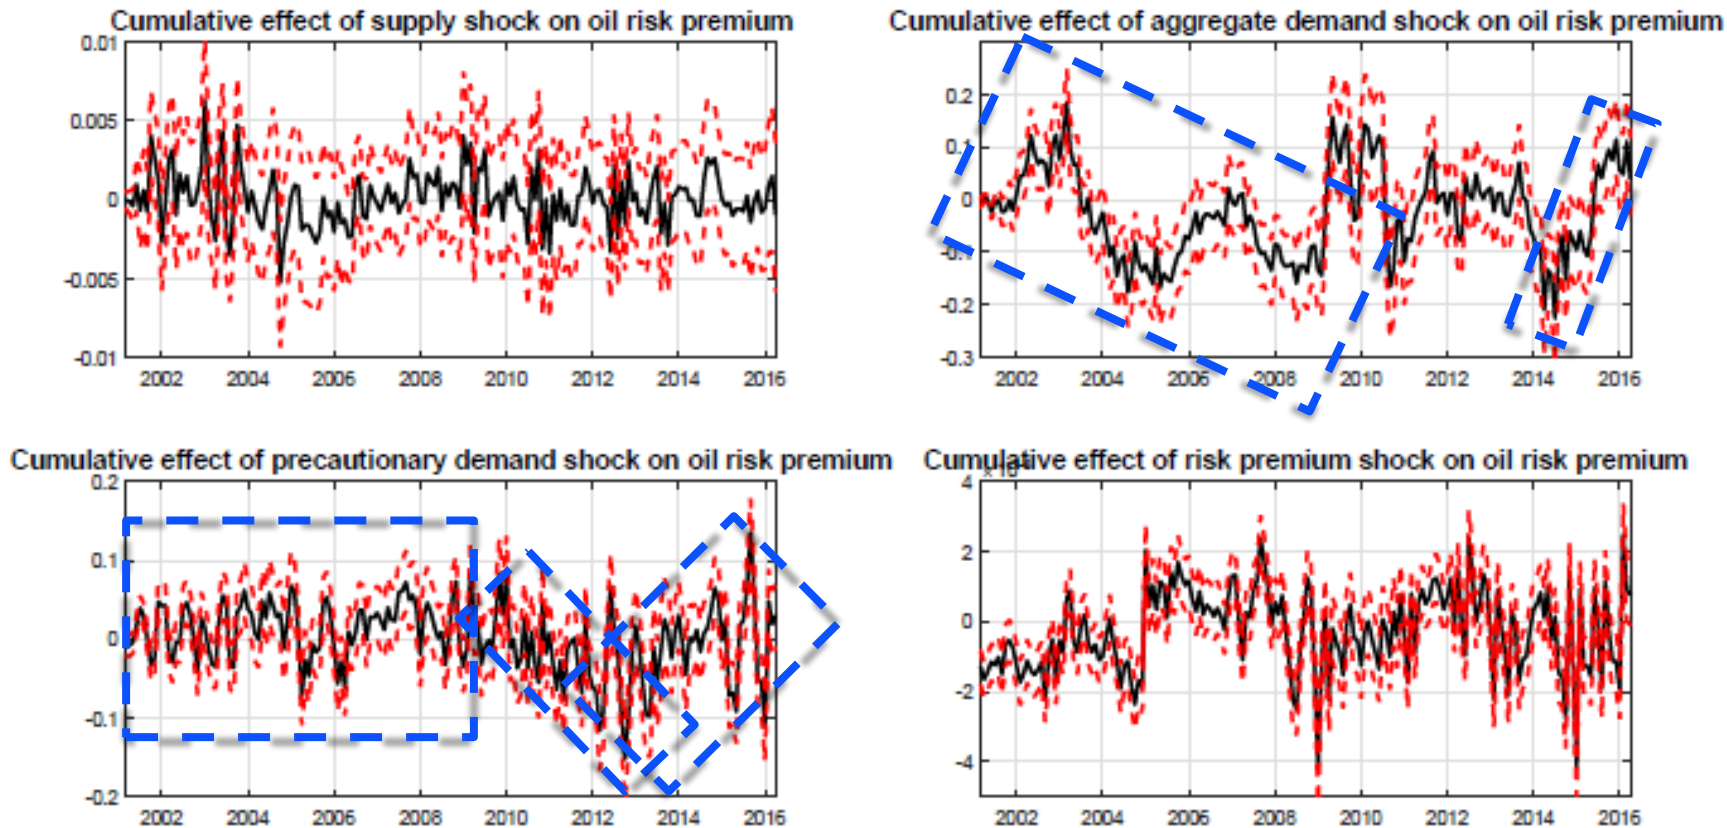 Cumulative effect of supply shock on oil risk premium
0.01
0.005
0
-0.005
-0.01
2002 2004 2006 2008 2010 2012 2014 2016
Cumulative effect of aggregate demand shock on oil risk premium
0.2
0.1
0
-0.1
-0.2
-0.3
2002 2004 2006 2008 2010 2012 2014 2016
Cumulative effect of precautionary demand shock on oil risk premium
0.2
0.1
0
-0.1
-0.2
2002 2004 2006 2008 2010 2012 2014 2016
Cumulative effect of risk premium shock on oil risk premium
4
2
0
-2
-4
2002 2004 2006 2008 2010 2012 2014 2016